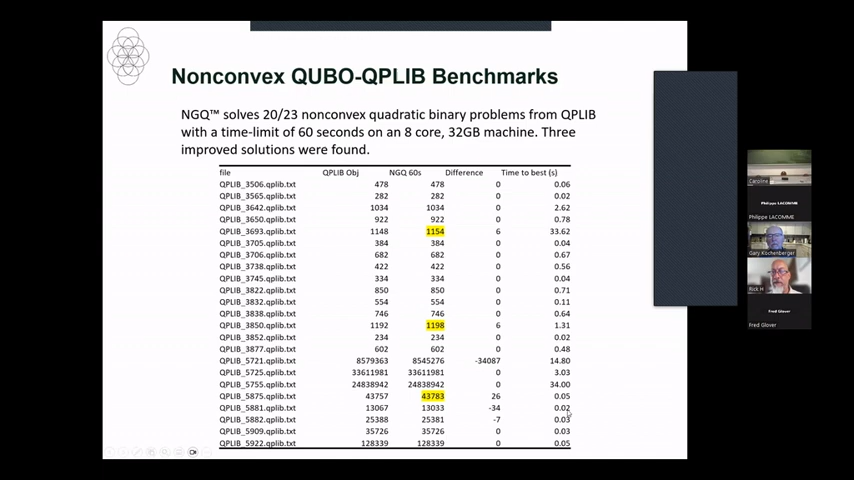 Nonconvex QUBO-QPLIB Benchmarks
NGQ™ solves 20/23 nonconvex quadratic binary problems from QPLIB
with a time-limit of 60 seconds on an 8 core, 32GB machine. Three
improved solutions were found.
file QPLIB Obj NGQ 60s Difference Time to best (s)
QPLIB_3506.qplib.txt 478 478 0 0.06
QPLIB_3565.qplib.txt 282 282 0 0.02
QPLIB_3642.qplib.txt 1034 1034 0 2.62
QPLIB_3650.qplib.txt 922 922 0 0.78
QPLIB_3693.qplib.txt 1148 1154 6 33.62
QPLIB_3705.qplib.txt 384 384 0 0.04
QPLIB_3706.qplib.txt 682 682 0 0.67
QPLIB_3738.qplib.txt 422 422 0 0.56
QPLIB_3745.qplib.txt 334 334 0 0.04
QPLIB_3822.qplib.txt 850 850 0 0.71
QPLIB_3832.qplib.txt 554 554 0 0.11
QPLIB_3838.qplib.txt 746 746 0 0.64
QPLIB_3850.qplib.txt 1192 1198 6 1.31
QPLIB_3852.qplib.txt 234 234 0 0.02
QPLIB_3877.qplib.txt 602 602 0 0.48
QPLIB_5721.qplib.txt 8579363 8545276 -34087 14.80
QPLIB_5725.qplib.txt 33611981 33611981 0 3.03
QPLIB_5755.qplib.txt 24838942 24838942 0 34.00
QPLIB_5875.qplib.txt 43757 43783 26 0.05
QPLIB_5881.qplib.txt 13067 13033 -34 0.02
QPLIB_5882.qplib.txt 25388 25381 -7 0.03
QPLIB_5909.qplib.txt 35726 35726 0 0.03
QPLIB_5922.qplib.txt 128339 128339 0 0.05
Caroline
Philippe LACOMME
Philippe LACOMME
Gary Kochenberger
Rick H
Fred Glover
Fred Glover